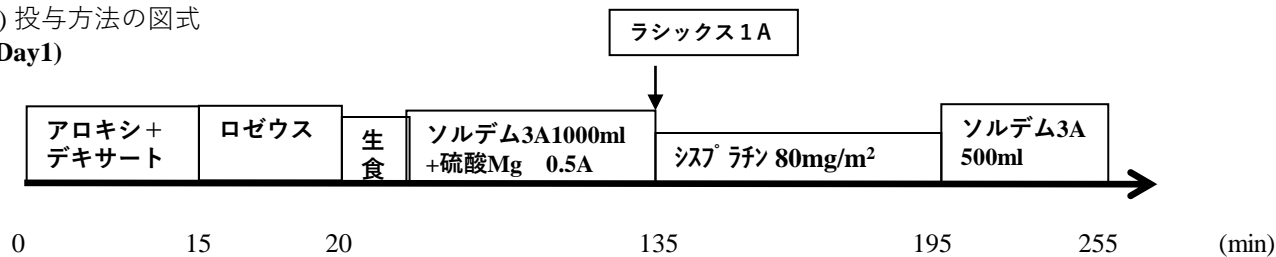 ) 投与方法の図式
Day1)
ラシックス１A
アロキシ＋
デキサート
ロゼウス
生
食
ソルデム3A1000ml
+硫酸Mg 0.5A
ｼｽﾌﾟﾗﾁﾝ 80mg/m²
ソルデム3A
500ml
0 15 20 135 195 255 (min)